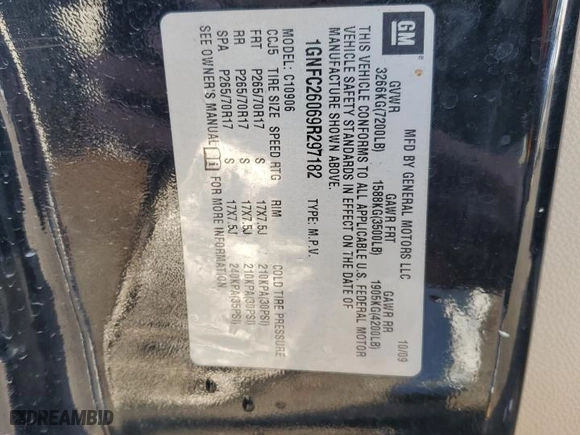 GM
MFD BY GENERAL MOTORS LLC 10/09
GVWR GAWR FRT GAWR RR
3266KG(7200LB) 1588KG(3500LB) 1905KG(4200LB)
THIS VEHICLE CONFORMS TO ALL APPLICABLE U.S. FEDERAL MOTOR
VEHICLE SAFETY STANDARDS IN EFFECT ON THE DATE OF
MANUFACTURE SHOWN ABOVE.
1GNFC26069R297182 TYPE: M.P.V.
MODEL: C10906
CCJ5 TIRE SIZE SPEED RTG RIM COLD TIRE PRESSURE
FRT P265/70R17 S 17X7.5J 210KPA(30PSI)
RR P265/70R17 S 17X7.5J 210KPA(30PSI)
SPA P265/70R17 S 17X7.5J 240KPA(35PSI)
SEE OWNER'S MANUAL
DREAMBID